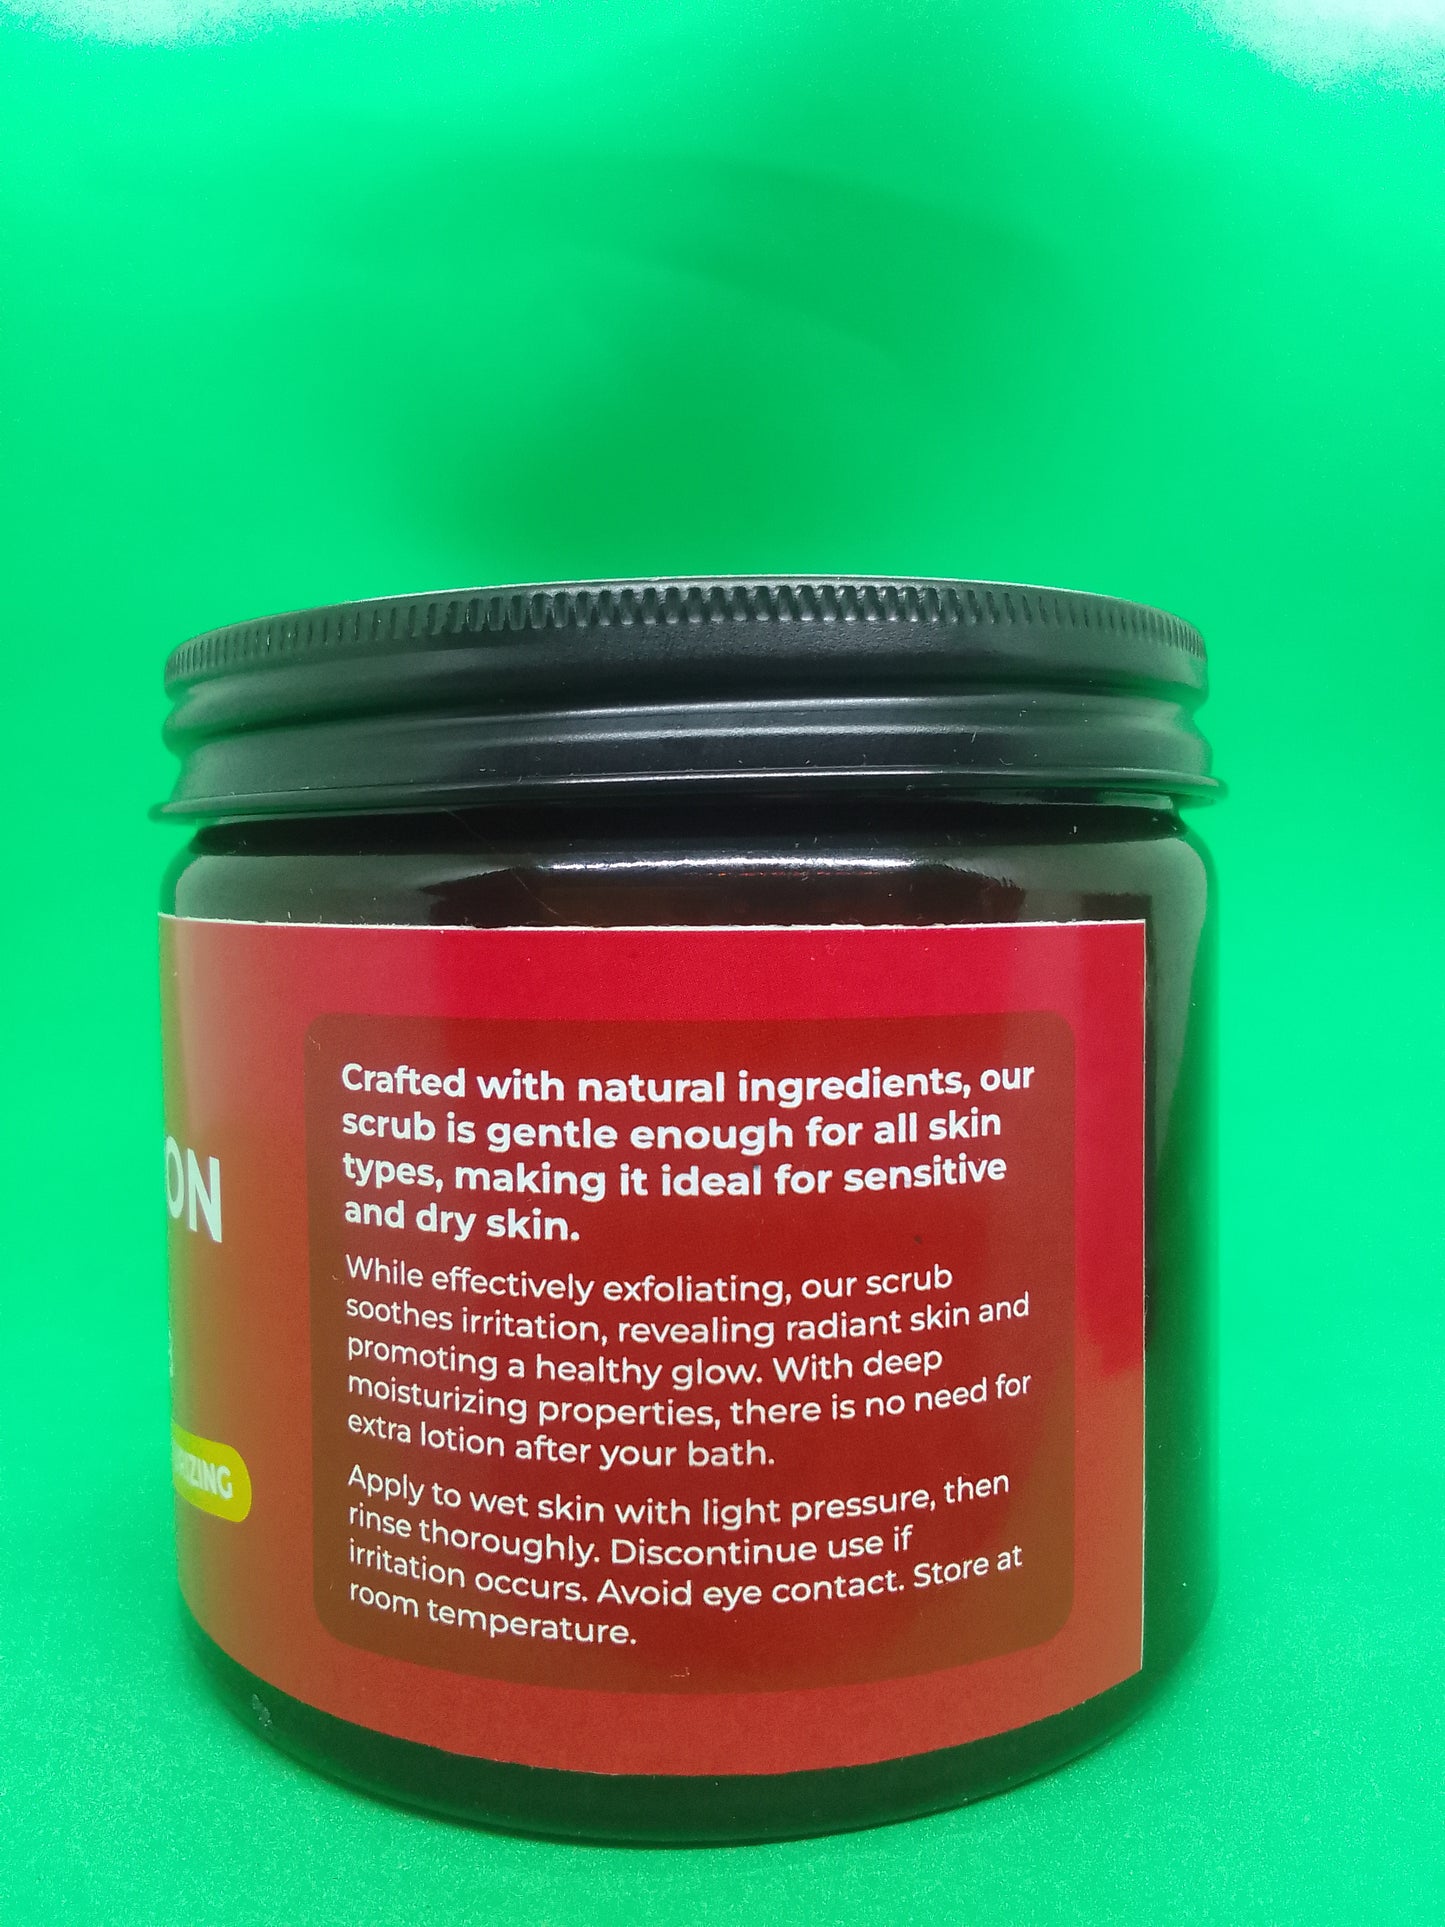 Crafted with natural ingredients, our
scrub is gentle enough for all skin
types, making it ideal for sensitive
and dry skin.
While effectively exfoliating, our scrub
soothes irritation, revealing radiant skin and
promoting a healthy glow. With deep
moisturizing properties, there is no need for
extra lotion after your bath.
Apply to wet skin with light pressure, then
rinse thoroughly. Discontinue use if
irritation occurs. Avoid eye contact. Store at
room temperature.
ON
RIZING